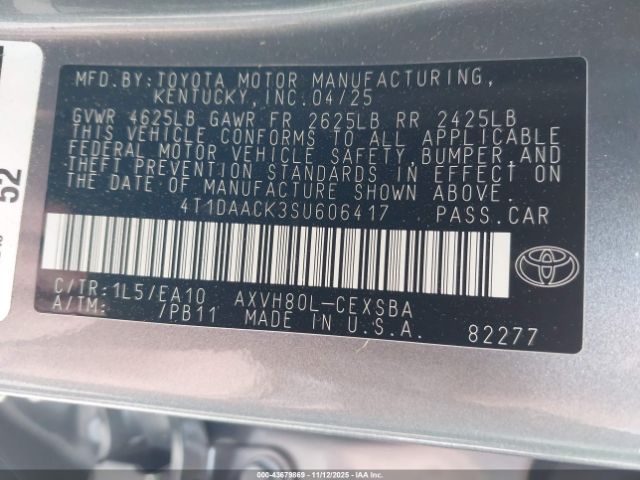 MFD.BY:TOYOTA MOTOR MANUFACTURING,
KENTUCKY, INC.04/25
GVWR 4625LB GAWR FR 2625LB RR 2425LB
THIS VEHICLE CONFORMS TO ALL APPLICABLE
FEDERAL MOTOR VEHICLE SAFETY,BUMPER,AND
THEFT PREVENTION STANDARDS IN EFFECT ON
THE DATE OF MANUFACTURE SHOWN ABOVE.
4T1DAACK3SU606417 PASS.CAR
C/TR:1L5/EA10 AXVH80L-CEXSBA
A/TM: /PB11 MADE IN U.S.A. 82277
52
000-43679869 - 11/12/2025 - IAAI.COM